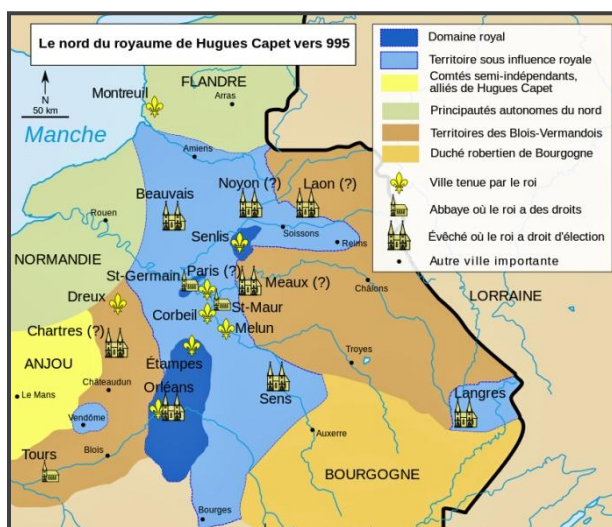 Le nord du royaume de Hugues Capet vers 995
N
50 km
Manche
FLANDRE
Arras
Montreuil
Amiens
Beauvais
Noyon (?)
Laon (?)
Rouen
Senlis
Soissons
Reims
NORMANDIE
St-Germain
Paris (?)
Meaux (?)
Châlons
LORRAINE
Dreux
Corbeil
St-Maur
Melun
Chartres (?)
ANJOU
Étampes
Troyes
Le Mans
Châteaudun
Orléans
Sens
Langres
Vendôme
Auxerre
Tours
Blois
BOURGOGNE
Bourges
Domaine royal
Territoire sous influence royale
Comtés semi-indépendants,
alliés de Hugues Capet
Principautés autonomes du nord
Territoires des Blois-Vermandois
Duché robertien de Bourgogne
Ville tenue par le roi
Abbaye où le roi a des droits
Évêché où le roi a droit d'élection
Autre ville importante